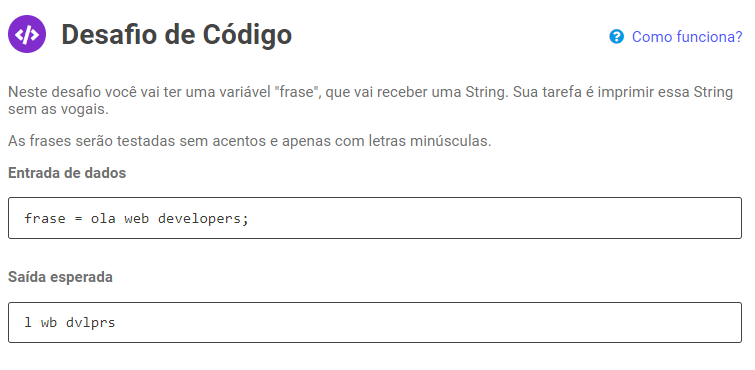 </> Desafio de Código
? Como funciona?
Neste desafio você vai ter uma variável "frase", que vai receber uma String. Sua tarefa é imprimir essa String
sem as vogais.
As frases serão testadas sem acentos e apenas com letras minúsculas.
Entrada de dados
frase = ola web developers;
Saída esperada
l wb dvlprs